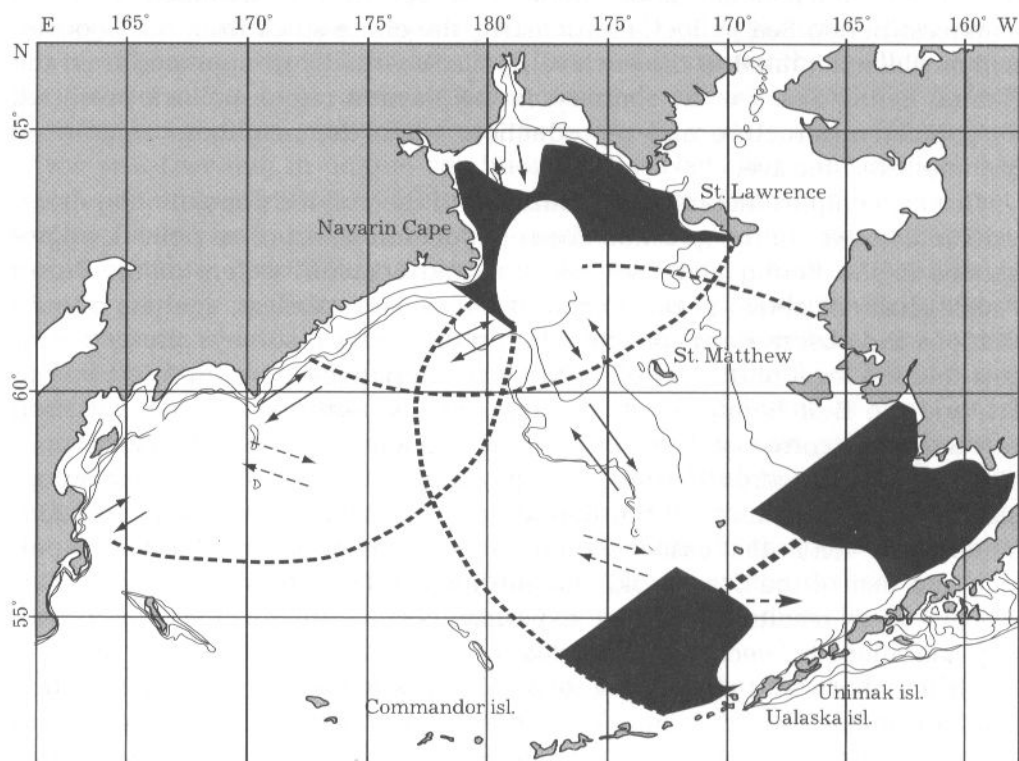 E 165° 170° 175° 180° 175° 170° 165° 160° W
N
65°
St. Lawrence
Navarin Cape
St. Matthew
60°
55°
Unimak isl.
Commandor isl.
Ualaska isl.